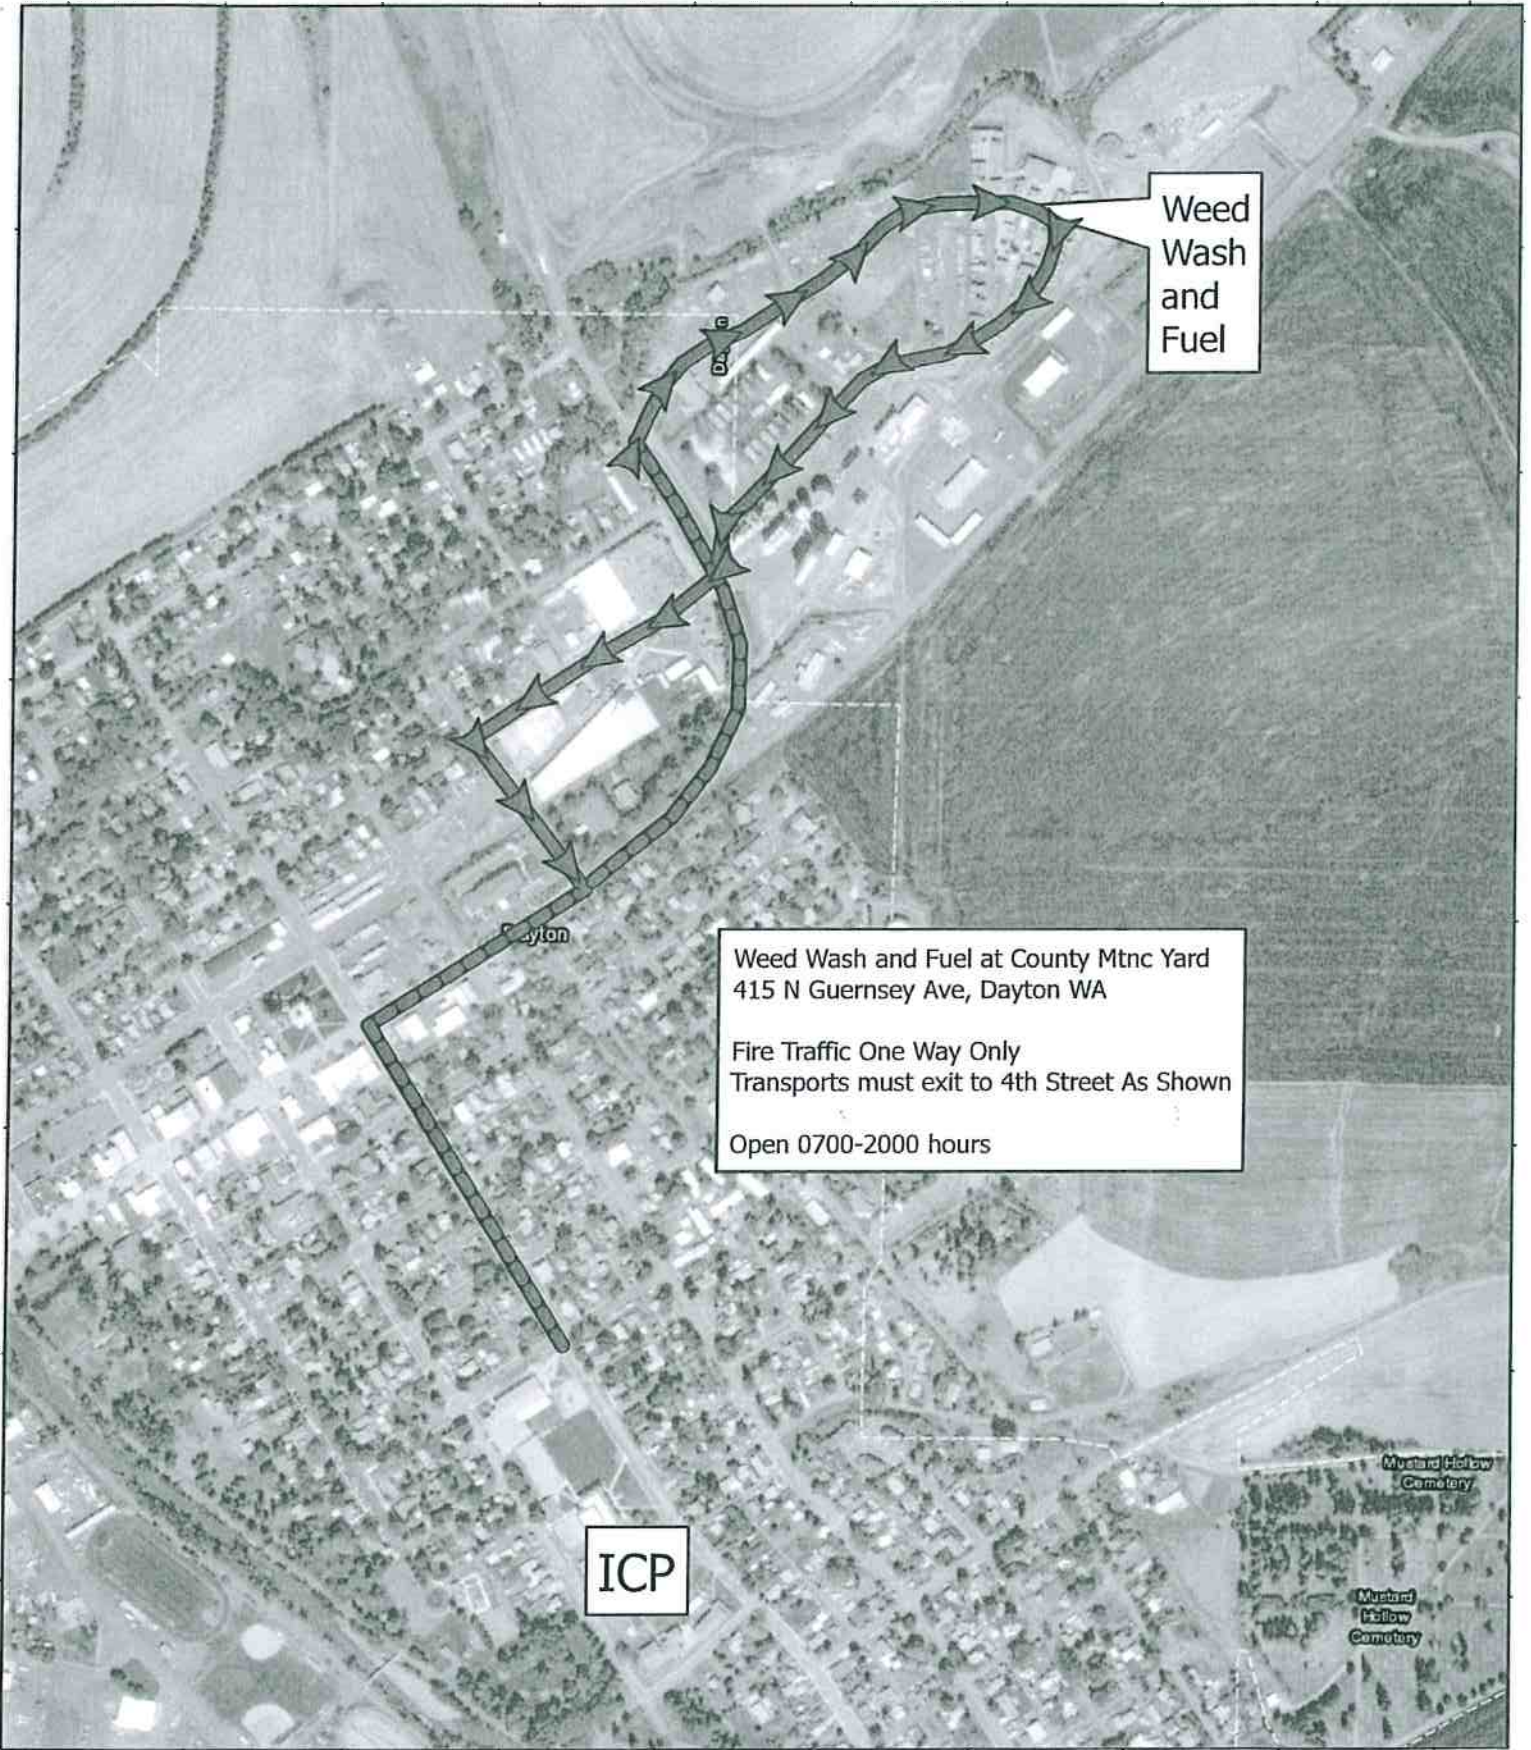 Weed
Wash
and
Fuel
Weed Wash and Fuel at County Mtnc Yard
415 N Guernsey Ave, Dayton WA
Fire Traffic One Way Only
Transports must exit to 4th Street As Shown
Open 0700-2000 hours
Mustard Hollow
Cemetery
ICP
Mustard
Hollow
Cemetery